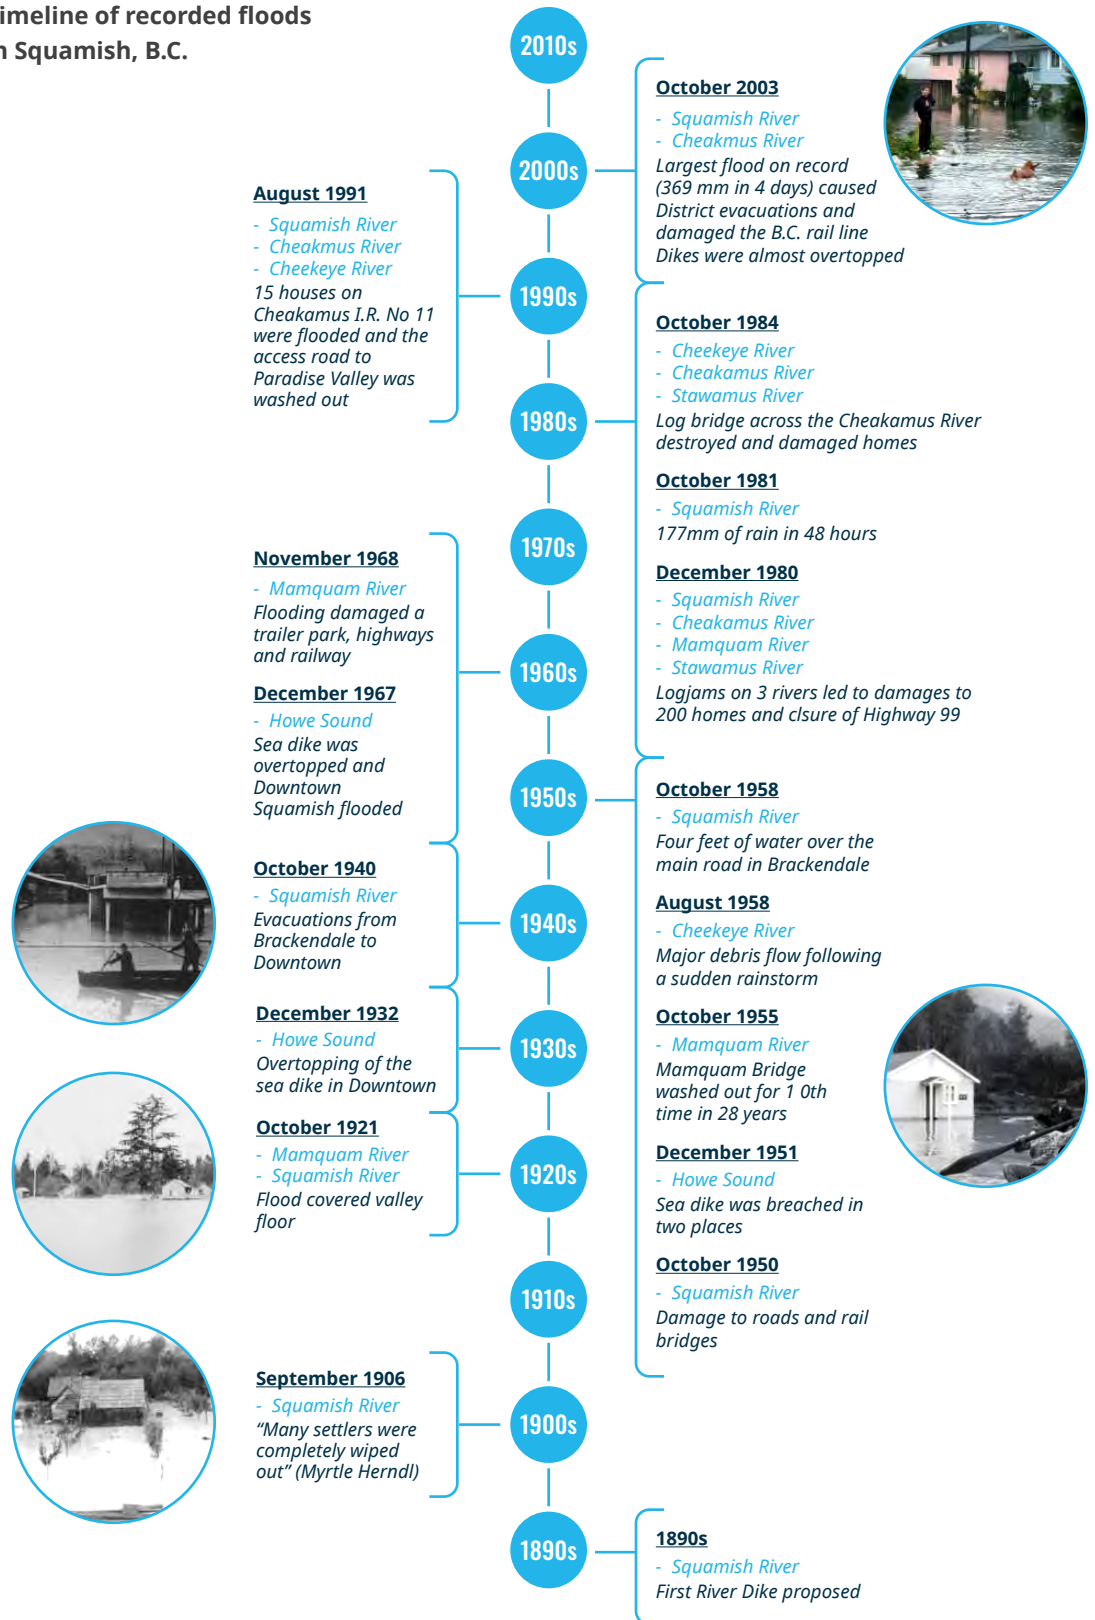 imeline of recorded floods
n Squamish, B.C.
2010s
October 2003
- Squamish River
- Cheakmus River
Largest flood on record
(369 mm in 4 days) caused
District evacuations and
damaged the B.C. rail line
Dikes were almost overtopped
2000s
August 1991
- Squamish River
- Cheakmus River
- Cheekeye River
15 houses on
Cheakamus I.R. No 11
were flooded and the
access road to
Paradise Valley was
washed out
1990s
October 1984
- Cheekeye River
- Cheakamus River
- Stawamus River
Log bridge across the Cheakamus River
destroyed and damaged homes
October 1981
- Squamish River
177mm of rain in 48 hours
December 1980
- Squamish River
- Cheakamus River
- Mamquam River
- Stawamus River
Logjams on 3 rivers led to damages to
200 homes and clsure of Highway 99
1980s
1970s
November 1968
- Mamquam River
Flooding damaged a
trailer park, highways
and railway
December 1967
- Howe Sound
Sea dike was
overtopped and
Downtown
Squamish flooded
1960s
1950s
October 1958
- Squamish River
Four feet of water over the
main road in Brackendale
August 1958
- Cheekeye River
Major debris flow following
a sudden rainstorm
October 1955
- Mamquam River
Mamquam Bridge
washed out for 1 0th
time in 28 years
December 1951
- Howe Sound
Sea dike was breached in
two places
October 1950
- Squamish River
Damage to roads and rail
bridges
October 1940
- Squamish River
Evacuations from
Brackendale to
Downtown
1940s
December 1932
- Howe Sound
Overtopping of the
sea dike in Downtown
1930s
October 1921
- Mamquam River
- Squamish River
Flood covered valley
floor
1920s
1910s
September 1906
- Squamish River
“Many settlers were
completely wiped
out” (Myrtle Herndl)
1900s
1890s
1890s
- Squamish River
First River Dike proposed